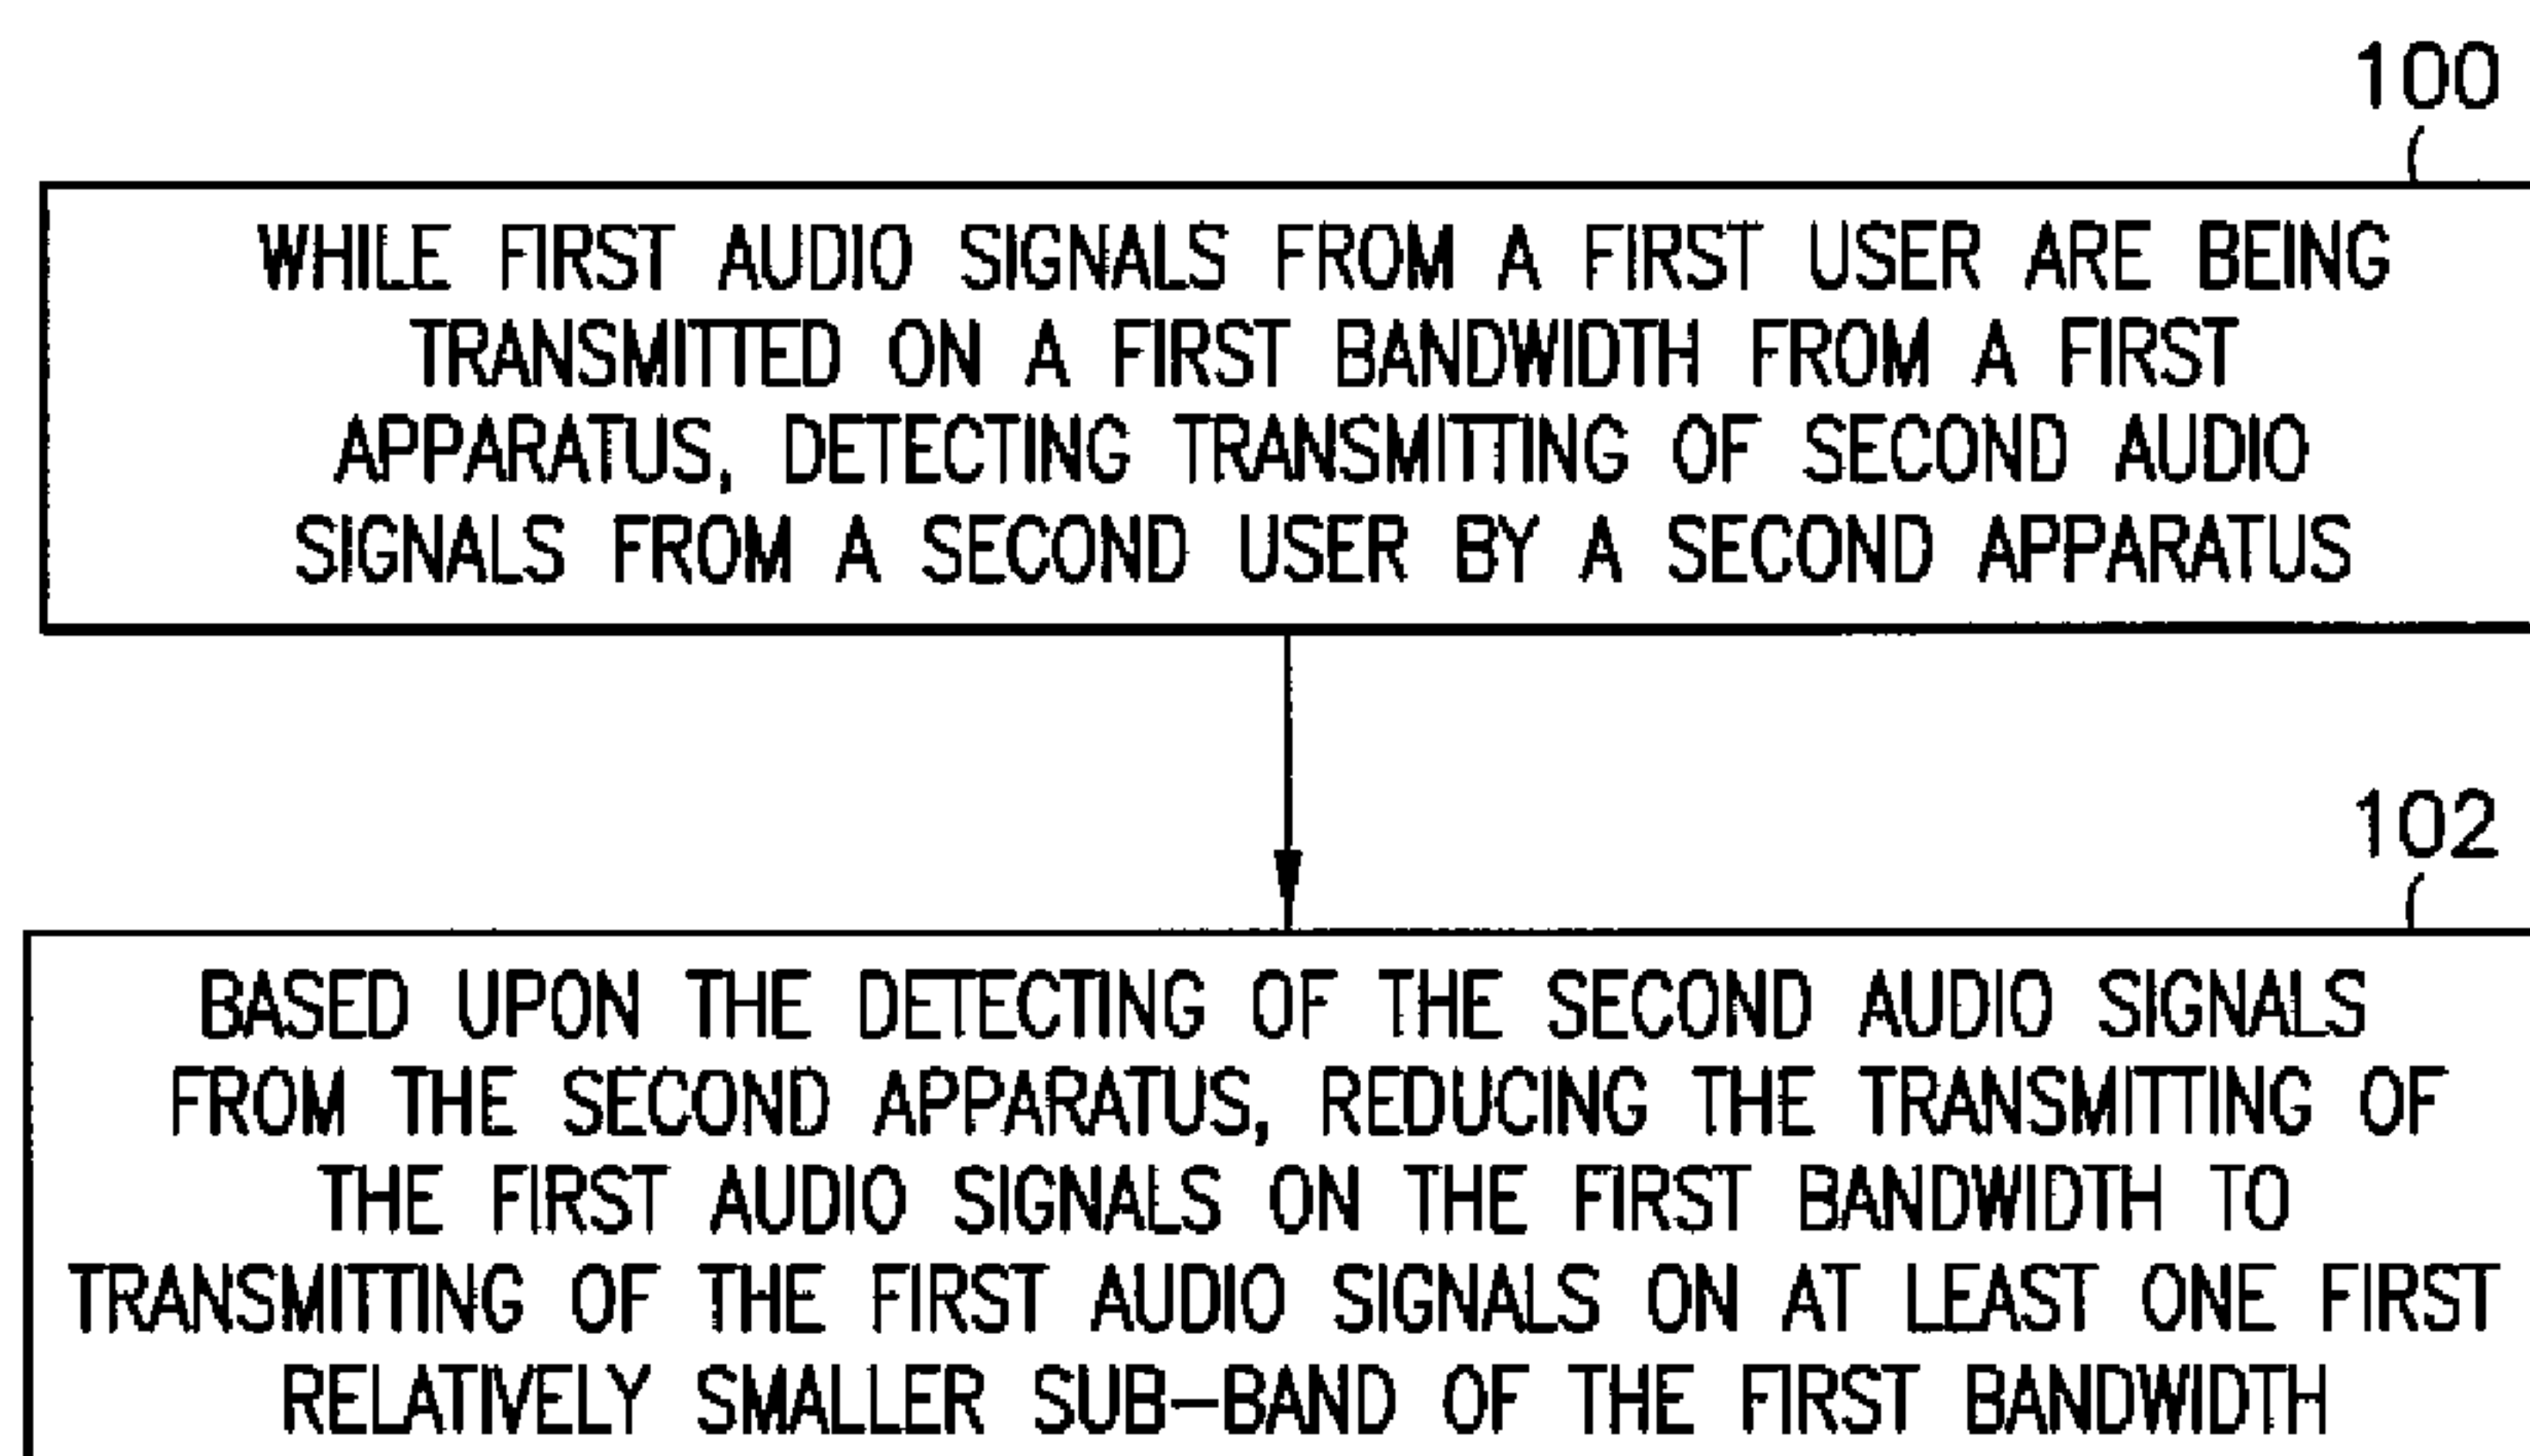 100
WHILE FIRST AUDIO SIGNALS FROM A FIRST USER ARE BEING
TRANSMITTED ON A FIRST BANDWIDTH FROM A FIRST
APPARATUS, DETECTING TRANSMITTING OF SECOND AUDIO
SIGNALS FROM A SECOND USER BY A SECOND APPARATUS
102
BASED UPON THE DETECTING OF THE SECOND AUDIO SIGNALS
FROM THE SECOND APPARATUS, REDUCING THE TRANSMITTING OF
THE FIRST AUDIO SIGNALS ON THE FIRST BANDWIDTH TO
TRANSMITTING OF THE FIRST AUDIO SIGNALS ON AT LEAST ONE FIRST
RELATIVELY SMALLER SUB-BAND OF THE FIRST BANDWIDTH